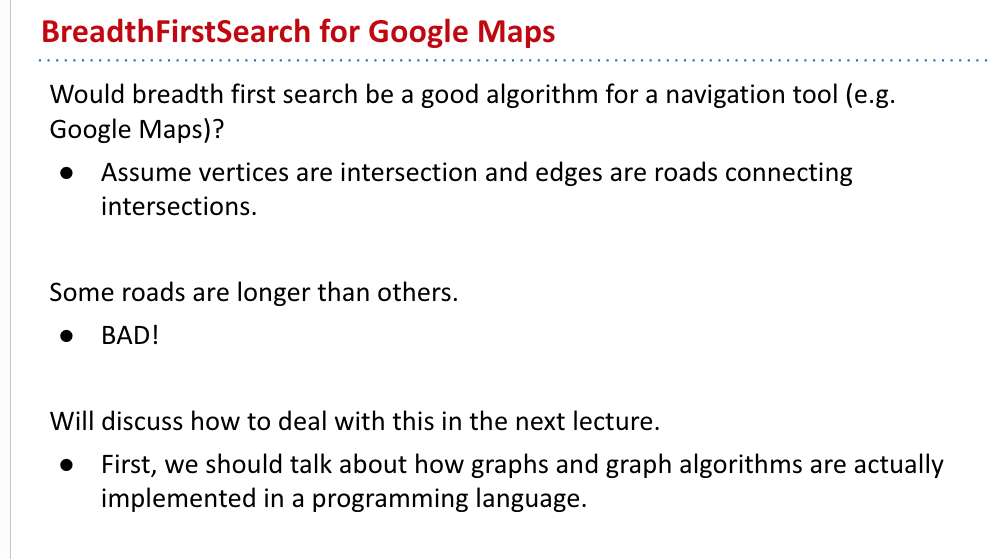 BreadthFirstSearch for Google Maps
Would breadth first search be a good algorithm for a navigation tool (e.g.
Google Maps)?
● Assume vertices are intersection and edges are roads connecting
intersections.
Some roads are longer than others.
● BAD!
Will discuss how to deal with this in the next lecture.
● First, we should talk about how graphs and graph algorithms are actually
implemented in a programming language.